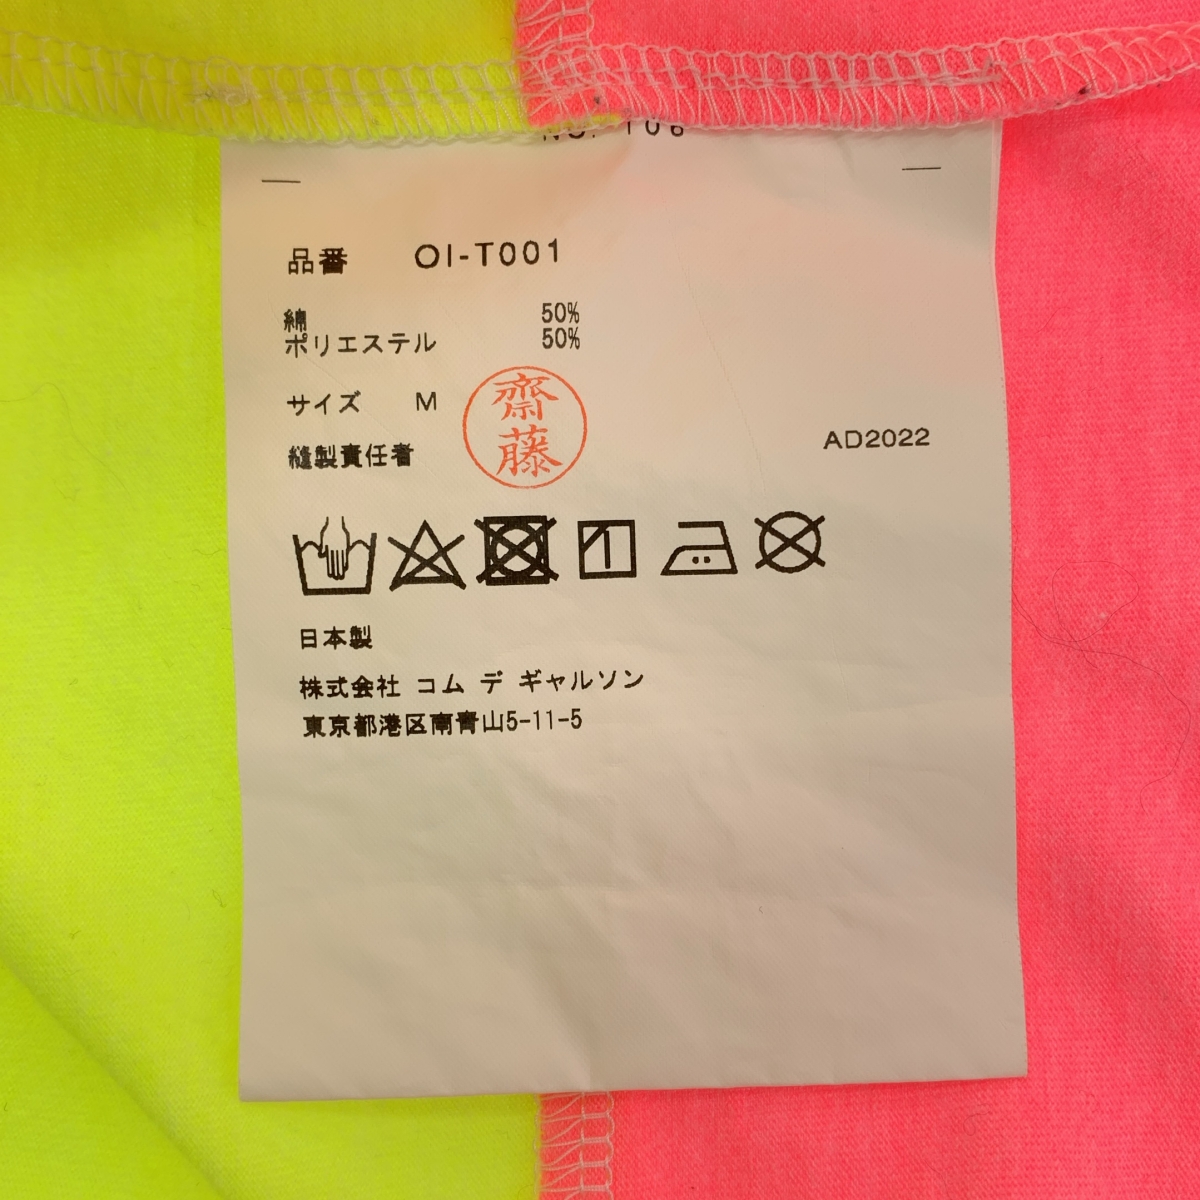 NO. 106
品番 OI-T001
綿 50%
ポリエステル 50%
サイズ M
縫製責任者 齋藤
AD2022
日本製
株式会社 コム デ ギャルソン
東京都港区南青山5-11-5